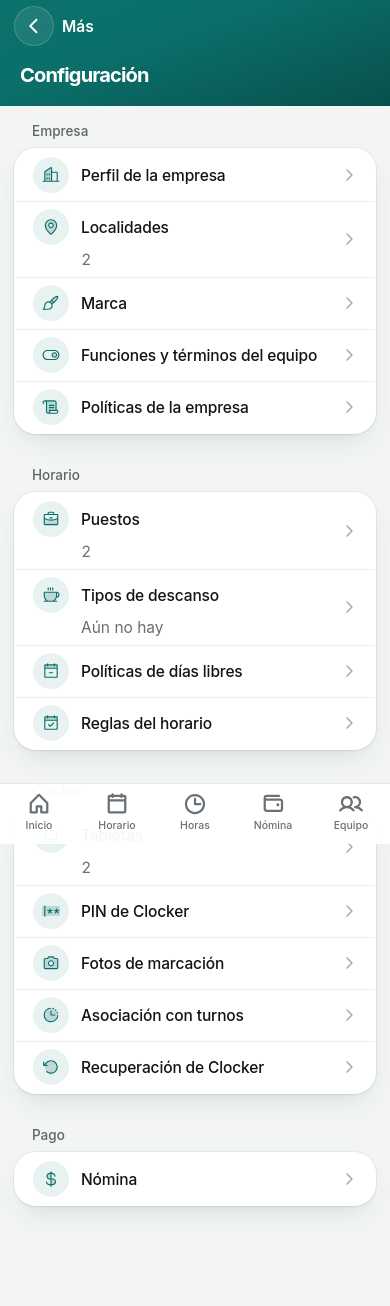 Más
Configuración
Empresa
Perfil de la empresa
Localidades
2
Marca
Funciones y términos del equipo
Políticas de la empresa
Horario
Puestos
2
Tipos de descanso
Aún no hay
Políticas de días libres
Reglas del horario
Inicio
Horario
Horas
Nómina
Equipo
2
PIN de Clocker
Fotos de marcación
Asociación con turnos
Recuperación de Clocker
Pago
Nómina